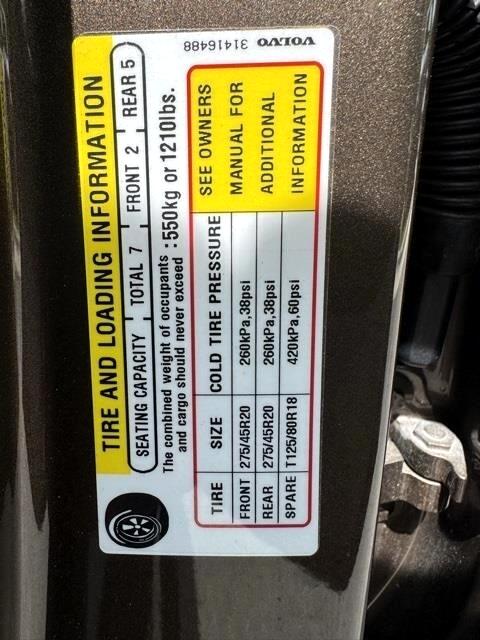 TIRE AND LOADING INFORMATION
SEATING CAPACITY TOTAL 7 FRONT 2 REAR 5
The combined weight of occupants and cargo should never exceed : 550kg or 1210lbs.
TIRE SIZE COLD TIRE PRESSURE
FRONT 275/45R20 260kPa,38psi
REAR 275/45R20 260kPa,38psi
SPARE T125/80R18 420kPa,60psi
SEE OWNERS
MANUAL FOR
ADDITIONAL
INFORMATION
VOLVO 31416488